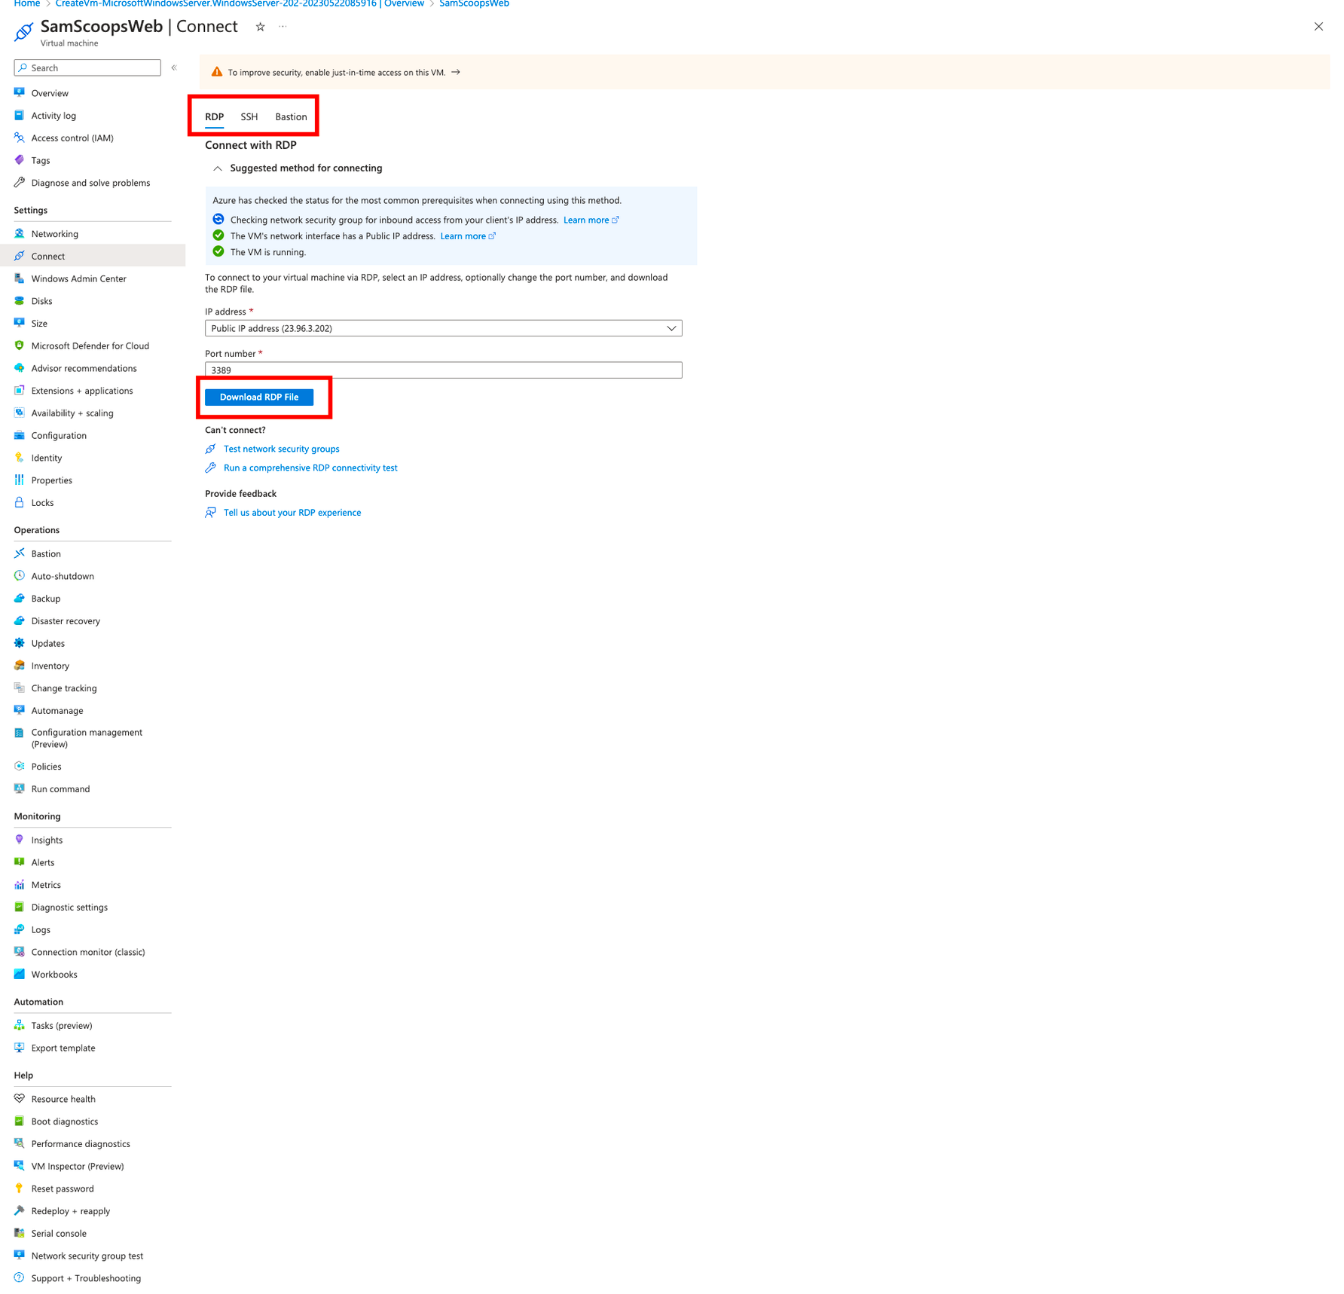 Home > CreateVm-MicrosoftWindowsServer.WindowsServer-202-20230522085916 | Overview > SamScoopsWeb
SamScoopsWeb | Connect
Virtual machine
Search
Overview
Activity log
Access control (IAM)
Tags
Diagnose and solve problems
Settings
Networking
Connect
Windows Admin Center
Disks
Size
Microsoft Defender for Cloud
Advisor recommendations
Extensions + applications
Availability + scaling
Configuration
Identity
Properties
Locks
Operations
Bastion
Auto-shutdown
Backup
Disaster recovery
Updates
Inventory
Change tracking
Automanage
Configuration management
(Preview)
Policies
Run command
Monitoring
Insights
Alerts
Metrics
Diagnostic settings
Logs
Connection monitor (classic)
Workbooks
Automation
Tasks (preview)
Export template
Help
Resource health
Boot diagnostics
Performance diagnostics
VM Inspector (Preview)
Reset password
Redeploy + reapply
Serial console
Network security group test
Support + Troubleshooting
To improve security, enable just-in-time access on this VM. →
RDP SSH Bastion
Connect with RDP
Suggested method for connecting
Azure has checked the status for the most common prerequisites when connecting using this method.
Checking network security group for inbound access from your client's IP address. Learn more
The VM's network interface has a Public IP address. Learn more
The VM is running.
To connect to your virtual machine via RDP, select an IP address, optionally change the port number, and download
the RDP file.
IP address *
Public IP address (23.96.3.202)
Port number *
3389
Download RDP File
Can't connect?
Test network security groups
Run a comprehensive RDP connectivity test
Provide feedback
Tell us about your RDP experience